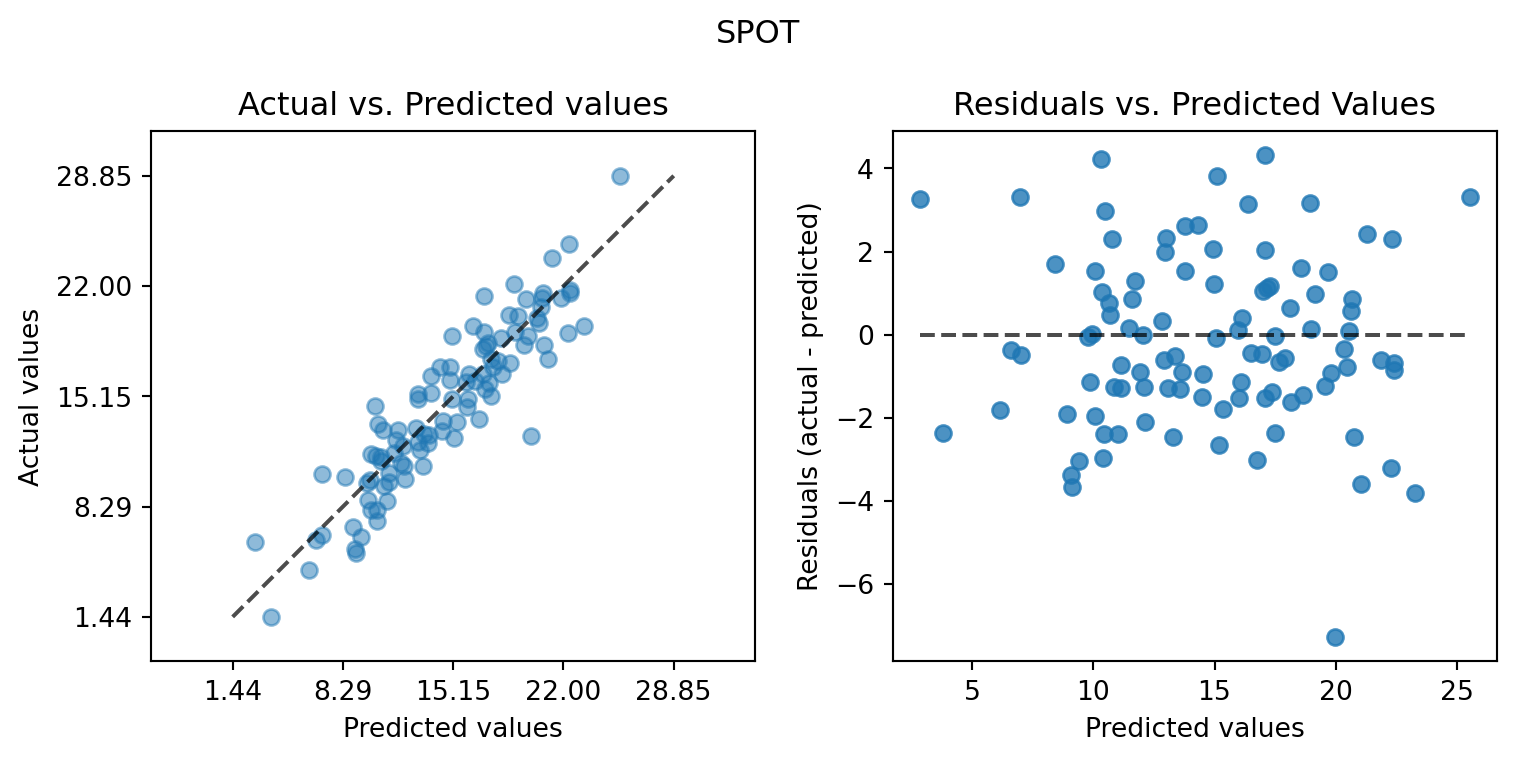 SPOT
Actual vs. Predicted values
Actual values
28.85
22.00
15.15
8.29
1.44
1.44 8.29 15.15 22.00 28.85
Predicted values
Residuals vs. Predicted Values
Residuals (actual - predicted)
4
2
0
−2
−4
−6
5 10 15 20 25
Predicted values